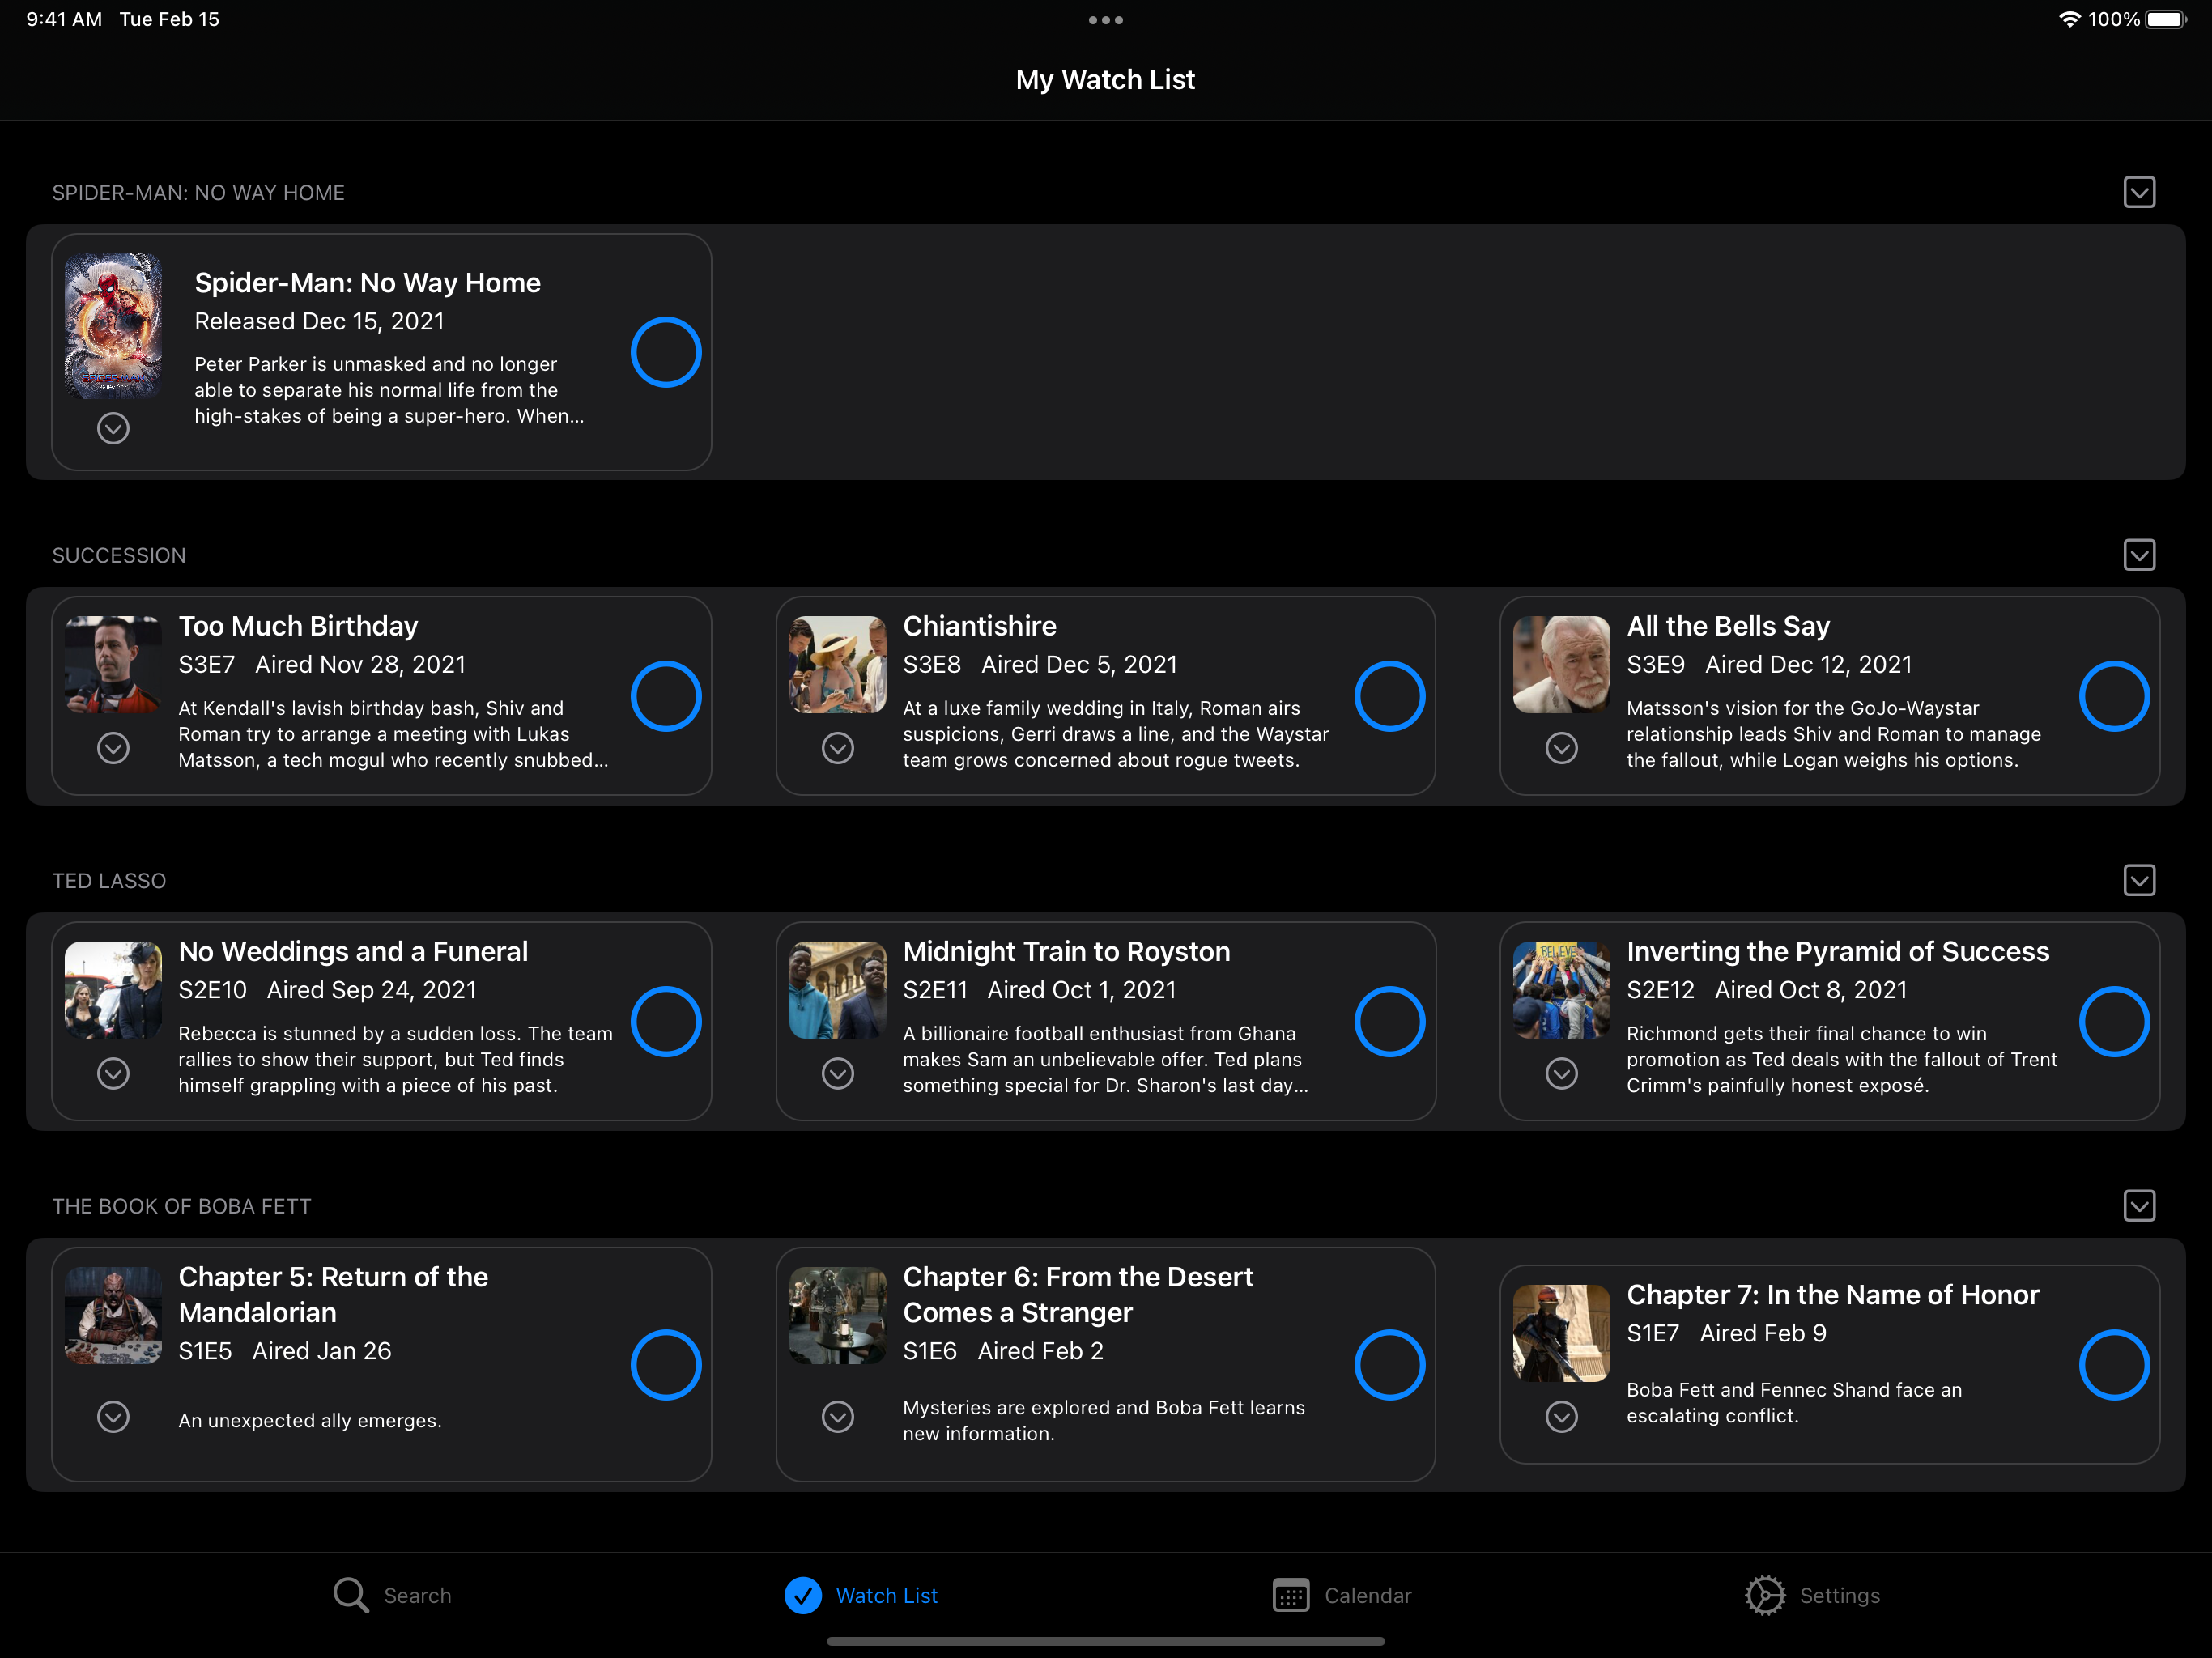 9:41 AM Tue Feb 15
100%
My Watch List
SPIDER-MAN: NO WAY HOME
Spider-Man: No Way Home
Released Dec 15, 2021
Peter Parker is unmasked and no longer
able to separate his normal life from the
high-stakes of being a super-hero. When...
SUCCESSION
Too Much Birthday
S3E7 Aired Nov 28, 2021
At Kendall's lavish birthday bash, Shiv and
Roman try to arrange a meeting with Lukas
Matsson, a tech mogul who recently snubbed...
Chiantishire
S3E8 Aired Dec 5, 2021
At a luxe family wedding in Italy, Roman airs
suspicions, Gerri draws a line, and the Waystar
team grows concerned about rogue tweets.
All the Bells Say
S3E9 Aired Dec 12, 2021
Matsson's vision for the GoJo-Waystar
relationship leads Shiv and Roman to manage
the fallout, while Logan weighs his options.
TED LASSO
No Weddings and a Funeral
S2E10 Aired Sep 24, 2021
Rebecca is stunned by a sudden loss. The team
rallies to show their support, but Ted finds
himself grappling with a piece of his past.
Midnight Train to Royston
S2E11 Aired Oct 1, 2021
A billionaire football enthusiast from Ghana
makes Sam an unbelievable offer. Ted plans
something special for Dr. Sharon's last day...
BELIEVE
Inverting the Pyramid of Success
S2E12 Aired Oct 8, 2021
Richmond gets their final chance to win
promotion as Ted deals with the fallout of Trent
Crimm's painfully honest exposé.
THE BOOK OF BOBA FETT
Chapter 5: Return of the
Mandalorian
S1E5 Aired Jan 26
An unexpected ally emerges.
Chapter 6: From the Desert
Comes a Stranger
S1E6 Aired Feb 2
Mysteries are explored and Boba Fett learns
new information.
Chapter 7: In the Name of Honor
S1E7 Aired Feb 9
Boba Fett and Fennec Shand face an
escalating conflict.
Search
Watch List
Calendar
Settings